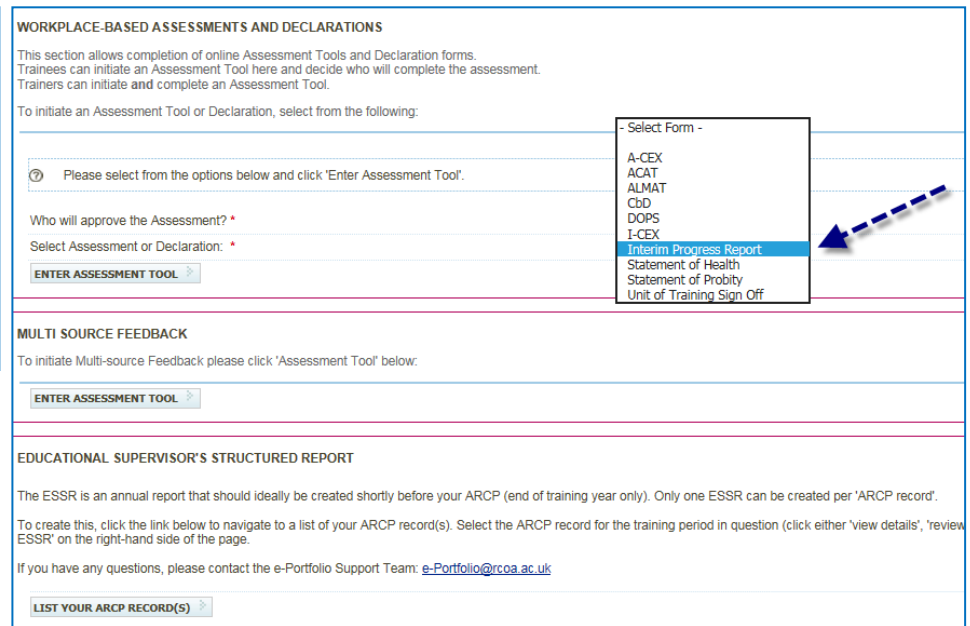 WORKPLACE-BASED ASSESSMENTS AND DECLARATIONS
This section allows completion of online Assessment Tools and Declaration forms.
Trainees can initiate an Assessment Tool here and decide who will complete the assessment.
Trainers can initiate and complete an Assessment Tool.
To initiate an Assessment Tool or Declaration, select from the following:
- Select Form -
A-CEX
ACAT
ALMAT
CbD
DOPS
I-CEX
Interim Progress Report
Statement of Health
Statement of Probity
Unit of Training Sign Off
? Please select from the options below and click 'Enter Assessment Tool'.
Who will approve the Assessment? *
Select Assessment or Declaration: *
ENTER ASSESSMENT TOOL
MULTI SOURCE FEEDBACK
To initiate Multi-source Feedback please click 'Assessment Tool' below:
ENTER ASSESSMENT TOOL
EDUCATIONAL SUPERVISOR'S STRUCTURED REPORT
The ESSR is an annual report that should ideally be created shortly before your ARCP (end of training year only). Only one ESSR can be created per 'ARCP record'.
To create this, click the link below to navigate to a list of your ARCP record(s). Select the ARCP record for the training period in question (click either 'view details', 'review
ESSR' on the right-hand side of the page.
If you have any questions, please contact the e-Portfolio Support Team: e-Portfolio@rcoa.ac.uk
LIST YOUR ARCP RECORD(S)